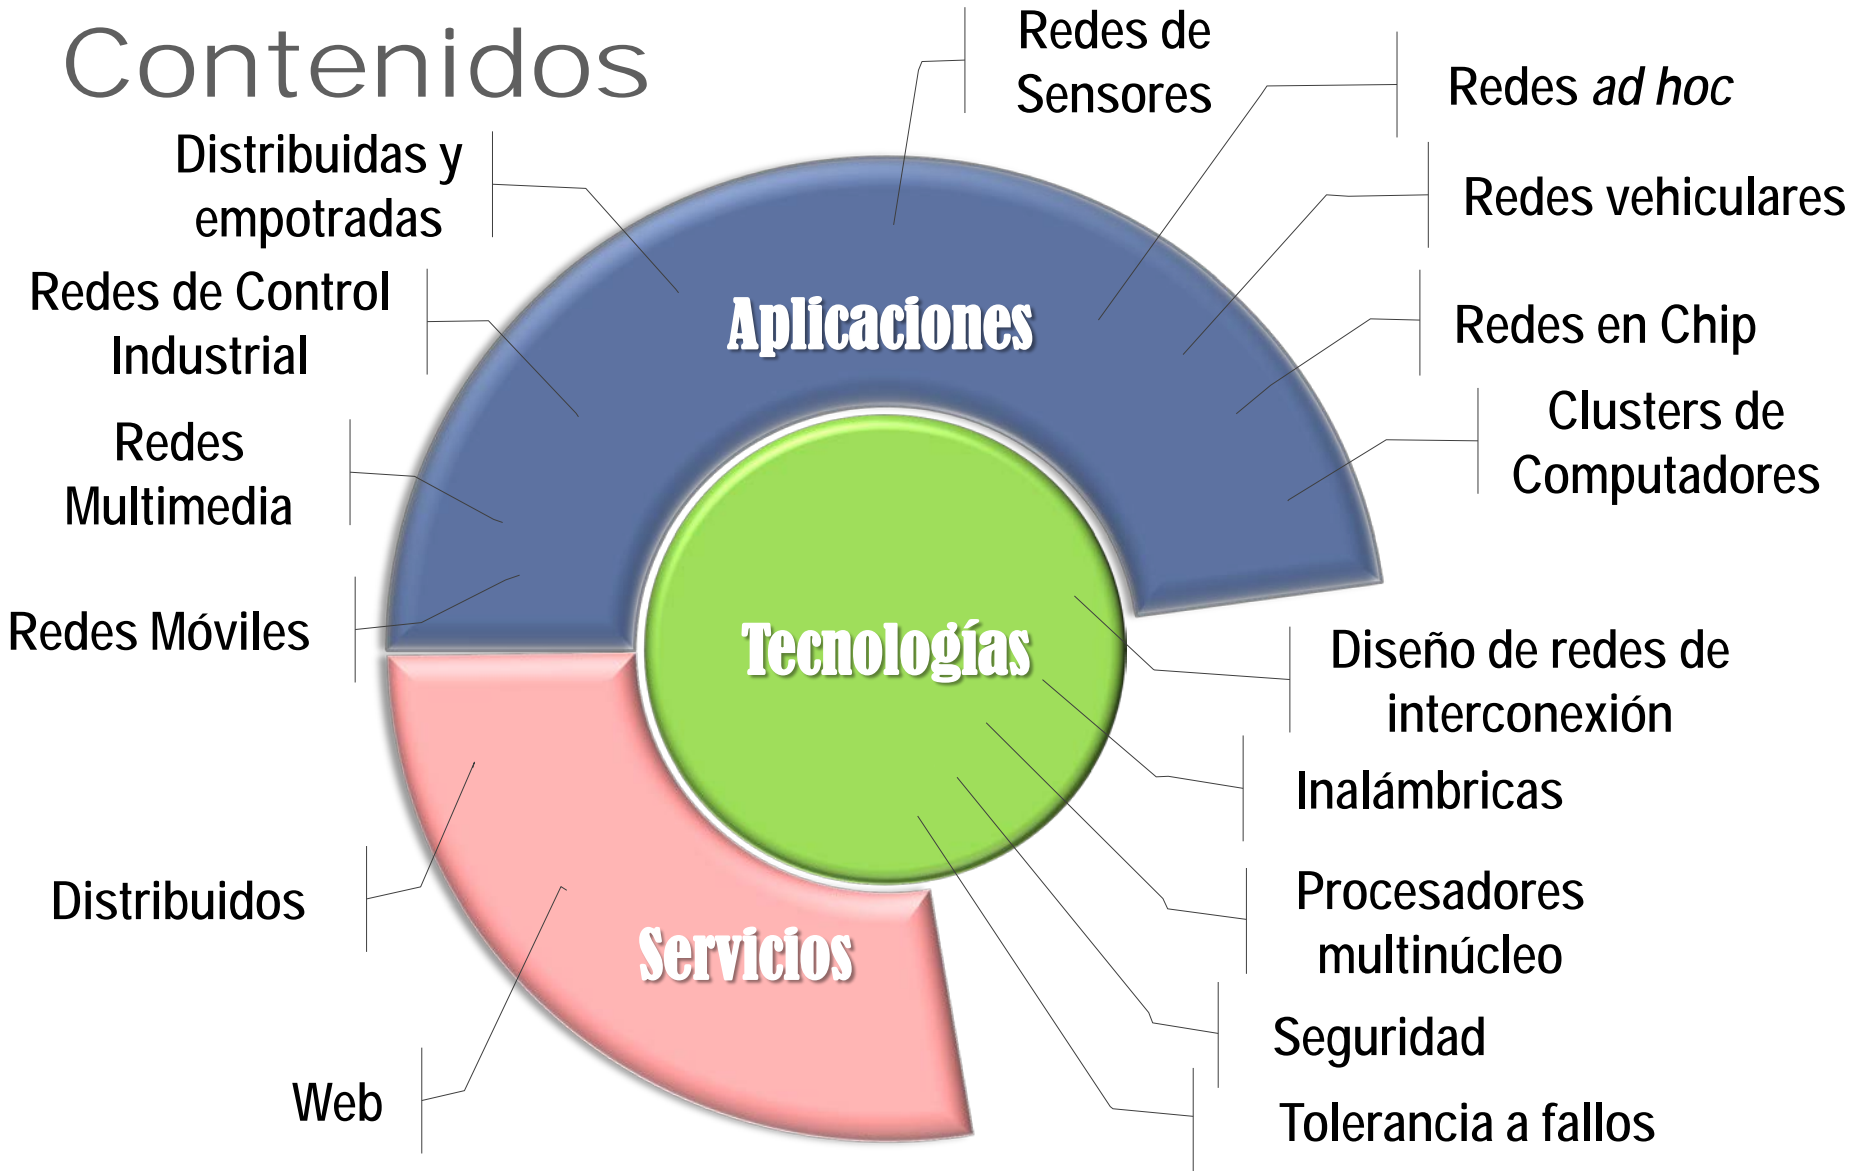 Contenidos
Redes de
Sensores
Redes ad hoc
Distribuidas y
empotradas
Redes vehiculares
Redes de Control
Industrial
Aplicaciones
Redes en Chip
Redes
Multimedia
Clusters de
Computadores
Redes Móviles
Tecnologías
Diseño de redes de
interconexión
Inalámbricas
Distribuidos
Procesadores
multinúcleo
Servicios
Seguridad
Web
Tolerancia a fallos